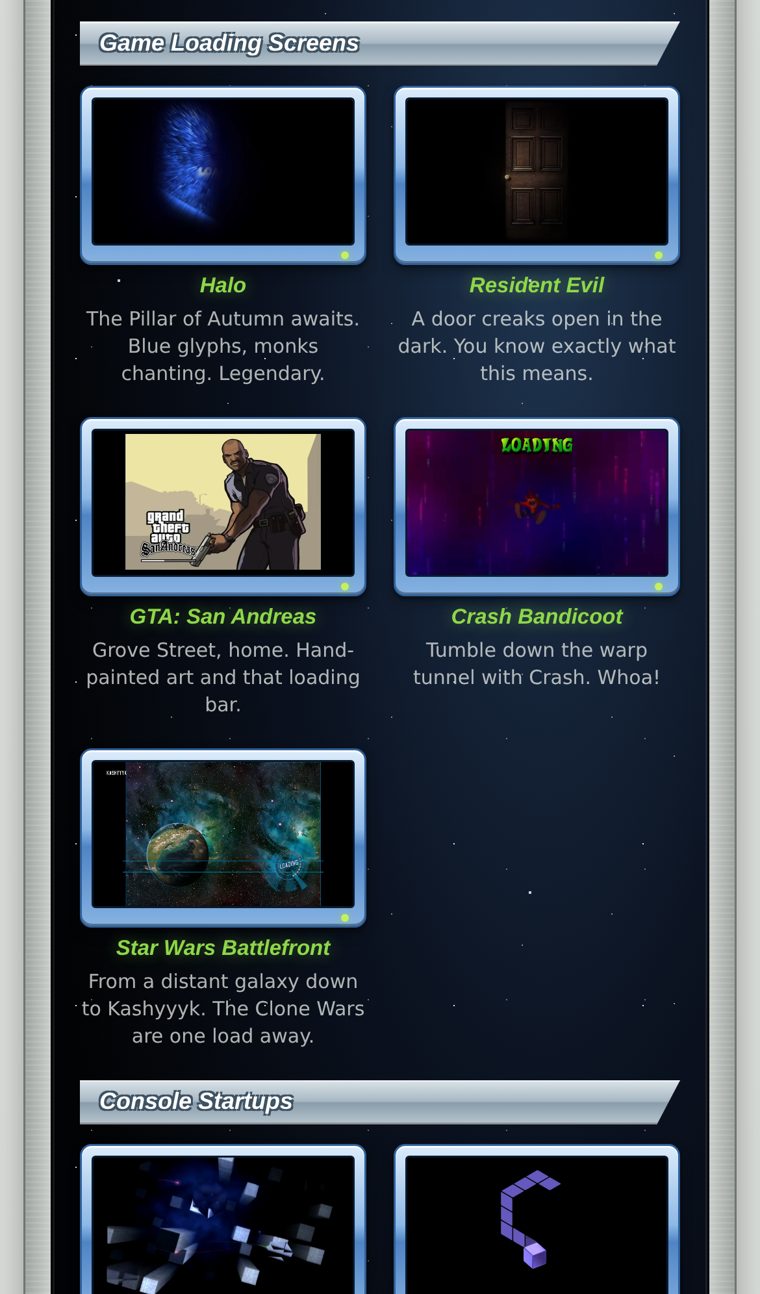 Game Loading Screens
Halo
The Pillar of Autumn awaits.
Blue glyphs, monks
chanting. Legendary.
Resident Evil
A door creaks open in the
dark. You know exactly what
this means.
grand
theft
auto
San Andreas
LOADING
GTA: San Andreas
Grove Street, home. Hand-
painted art and that loading
bar.
Crash Bandicoot
Tumble down the warp
tunnel with Crash. Whoa!
LOADING
Star Wars Battlefront
From a distant galaxy down
to Kashyyyk. The Clone Wars
are one load away.
Console Startups